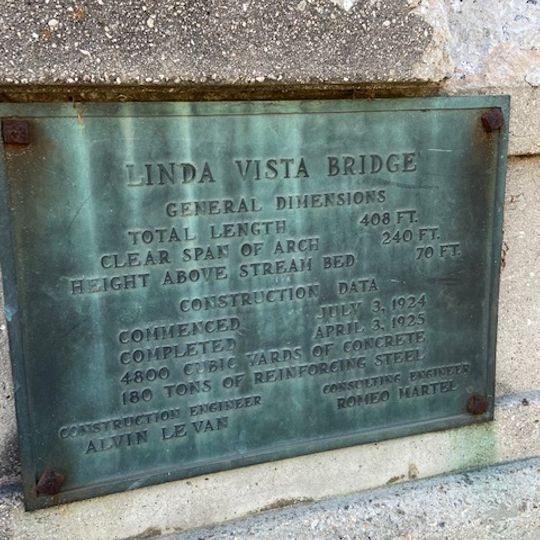 LINDA VISTA BRIDGE
GENERAL DIMENSIONS
TOTAL LENGTH 408 FT.
CLEAR SPAN OF ARCH 240 FT.
HEIGHT ABOVE STREAM BED 70 FT.
CONSTRUCTION DATA
COMMENCED JULY 3, 1924
COMPLETED APRIL 3, 1925
4800 CUBIC YARDS OF CONCRETE
180 TONS OF REINFORCING STEEL
CONSTRUCTION ENGINEER CONSULTING ENGINEER
ALVIN LE VAN ROMEO MARTEL